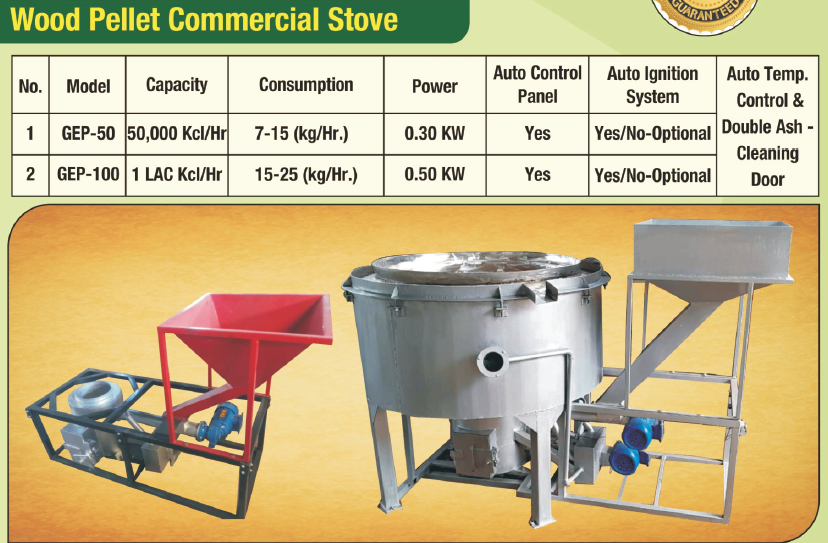 Wood Pellet Commercial Stove
GUARANTEED
No. Model Capacity Consumption Power Auto Control Panel Auto Ignition System Auto Temp. Control & Double Ash - Cleaning Door
1 GEP-50 50,000 Kcl/Hr 7-15 (kg/Hr.) 0.30 KW Yes Yes/No-Optional
2 GEP-100 1 LAC Kcl/Hr 15-25 (kg/Hr.) 0.50 KW Yes Yes/No-Optional